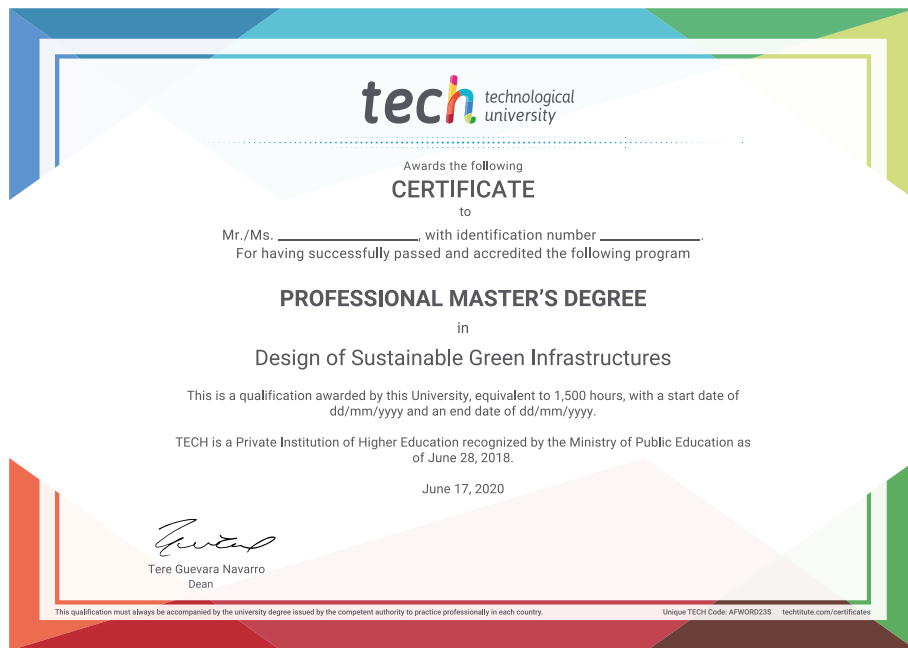 tech technological
university
Awards the following
CERTIFICATE
to
Mr./Ms. ____________________, with identification number ______________.
For having successfully passed and accredited the following program
PROFESSIONAL MASTER'S DEGREE
in
Design of Sustainable Green Infrastructures
This is a qualification awarded by this University, equivalent to 1,500 hours, with a start date of
dd/mm/yyyy and an end date of dd/mm/yyyy.
TECH is a Private Institution of Higher Education recognized by the Ministry of Public Education as
of June 28, 2018.
June 17, 2020
Tere Guevara Navarro
Dean
This qualification must always be accompanied by the university degree issued by the competent authority to practice professionally in each country. Unique TECH Code: AFWORD23S techtitute.com/certificates